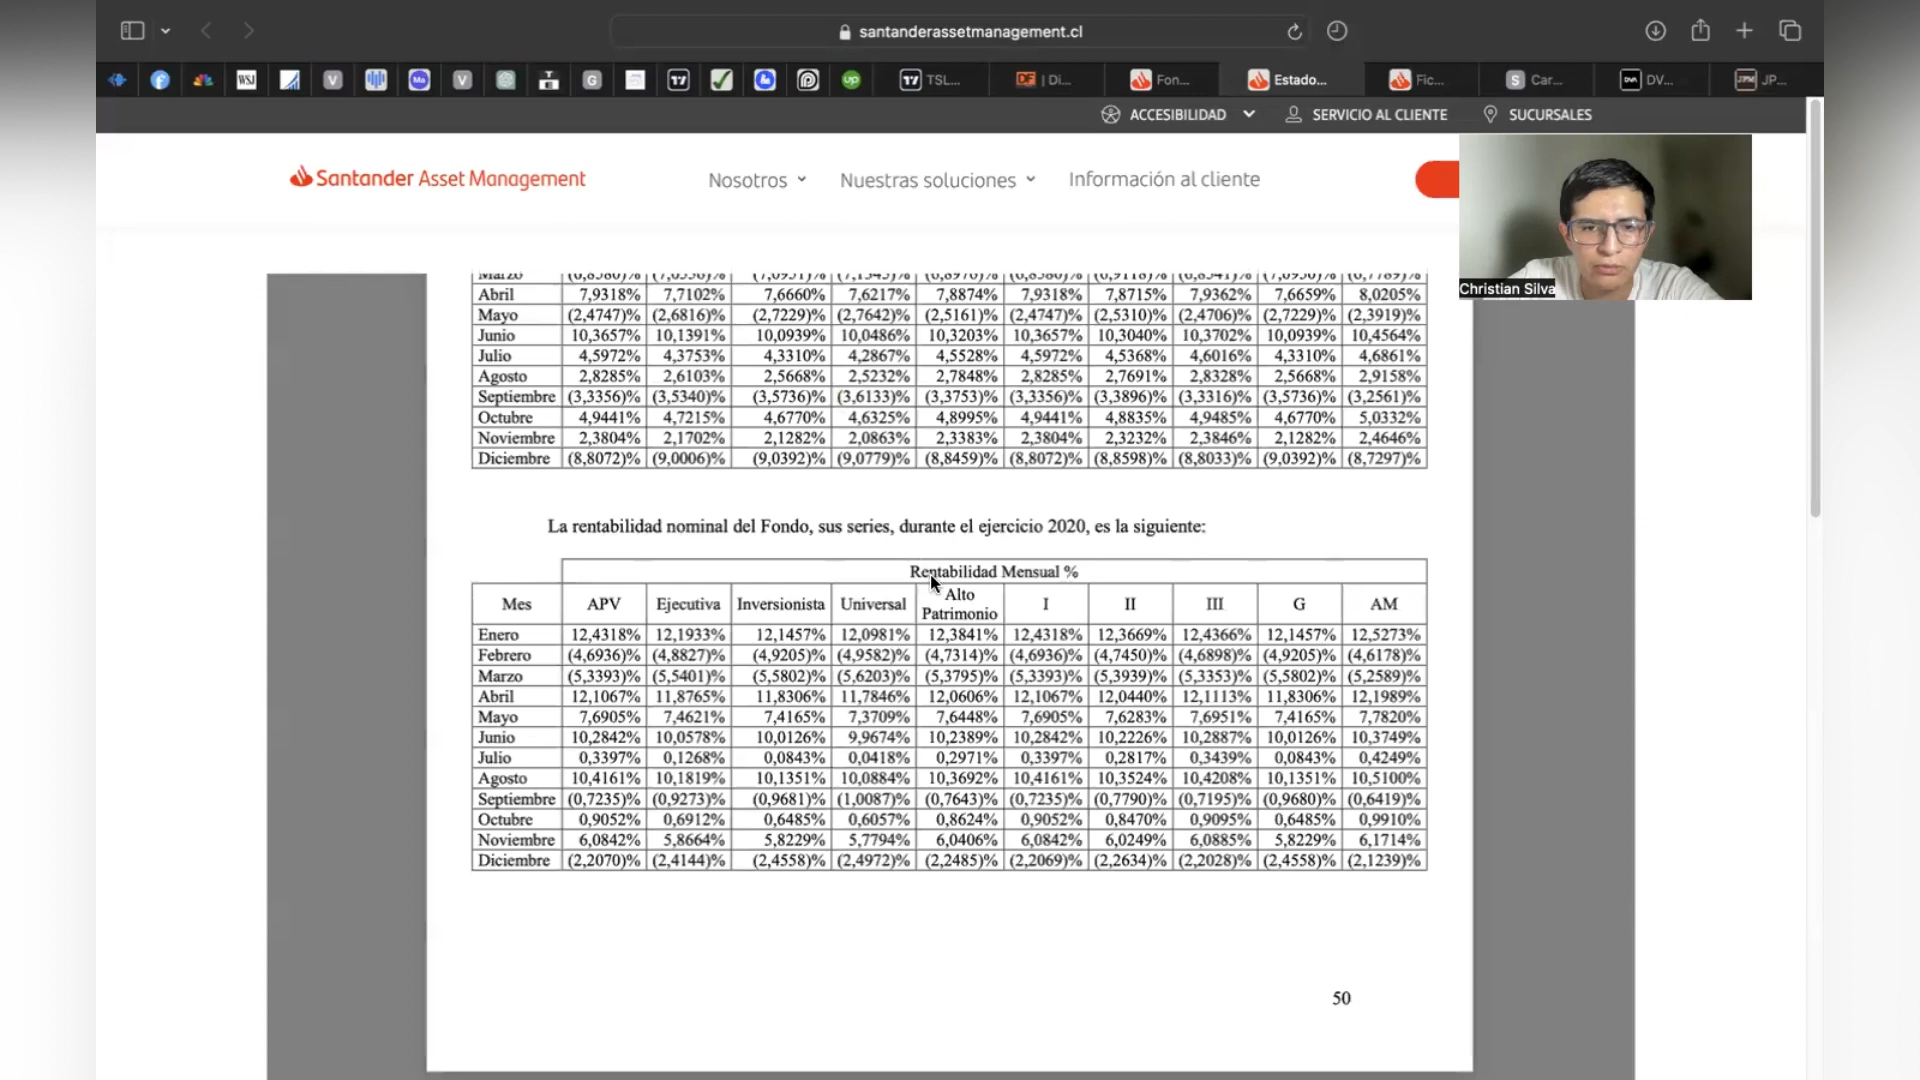 santanderassetmanagement.cl
WSJ V Ma V G up TSL... DF | Di... Fon... Estado... Fic... S Car... DVA DV... JPM JP...
ACCESIBILIDAD SERVICIO AL CLIENTE SUCURSALES
Santander Asset Management Nosotros Nuestras soluciones Información al cliente
Christian Silva
Abril 7,9318% 7,7102% 7,6660% 7,6217% 7,8874% 7,9318% 7,8715% 7,9362% 7,6659% 8,0205%
Mayo (2,4747)% (2,6816)% (2,7229)% (2,7642)% (2,5161)% (2,4747)% (2,5310)% (2,4706)% (2,7229)% (2,3919)%
Junio 10,3657% 10,1391% 10,0939% 10,0486% 10,3203% 10,3657% 10,3040% 10,3702% 10,0939% 10,4564%
Julio 4,5972% 4,3753% 4,3310% 4,2867% 4,5528% 4,5972% 4,5368% 4,6016% 4,3310% 4,6861%
Agosto 2,8285% 2,6103% 2,5668% 2,5232% 2,7848% 2,8285% 2,7691% 2,8328% 2,5668% 2,9158%
Septiembre (3,3356)% (3,5340)% (3,5736)% (3,6133)% (3,3753)% (3,3356)% (3,3896)% (3,3316)% (3,5736)% (3,2561)%
Octubre 4,9441% 4,7215% 4,6770% 4,6325% 4,8995% 4,9441% 4,8835% 4,9485% 4,6770% 5,0332%
Noviembre 2,3804% 2,1702% 2,1282% 2,0863% 2,3383% 2,3804% 2,3232% 2,3846% 2,1282% 2,4646%
Diciembre (8,8072)% (9,0006)% (9,0392)% (9,0779)% (8,8459)% (8,8072)% (8,8598)% (8,8033)% (9,0392)% (8,7297)%
La rentabilidad nominal del Fondo, sus series, durante el ejercicio 2020, es la siguiente:
Rentabilidad Mensual %
Mes APV Ejecutiva Inversionista Universal Alto Patrimonio I II III G AM
Enero 12,4318% 12,1933% 12,1457% 12,0981% 12,3841% 12,4318% 12,3669% 12,4366% 12,1457% 12,5273%
Febrero (4,6936)% (4,8827)% (4,9205)% (4,9582)% (4,7314)% (4,6936)% (4,7450)% (4,6898)% (4,9205)% (4,6178)%
Marzo (5,3393)% (5,5401)% (5,5802)% (5,6203)% (5,3795)% (5,3393)% (5,3939)% (5,3353)% (5,5802)% (5,2589)%
Abril 12,1067% 11,8765% 11,8306% 11,7846% 12,0606% 12,1067% 12,0440% 12,1113% 11,8306% 12,1989%
Mayo 7,6905% 7,4621% 7,4165% 7,3709% 7,6448% 7,6905% 7,6283% 7,6951% 7,4165% 7,7820%
Junio 10,2842% 10,0578% 10,0126% 9,9674% 10,2389% 10,2842% 10,2226% 10,2887% 10,0126% 10,3749%
Julio 0,3397% 0,1268% 0,0843% 0,0418% 0,2971% 0,3397% 0,2817% 0,3439% 0,0843% 0,4249%
Agosto 10,4161% 10,1819% 10,1351% 10,0884% 10,3692% 10,4161% 10,3524% 10,4208% 10,1351% 10,5100%
Septiembre (0,7235)% (0,9273)% (0,9681)% (1,0087)% (0,7643)% (0,7235)% (0,7790)% (0,7195)% (0,9680)% (0,6419)%
Octubre 0,9052% 0,6912% 0,6485% 0,6057% 0,8624% 0,9052% 0,8470% 0,9095% 0,6485% 0,9910%
Noviembre 6,0842% 5,8664% 5,8229% 5,7794% 6,0406% 6,0842% 6,0249% 6,0885% 5,8229% 6,1714%
Diciembre (2,2070)% (2,4144)% (2,4558)% (2,4972)% (2,2485)% (2,2069)% (2,2634)% (2,2028)% (2,4558)% (2,1239)%
50